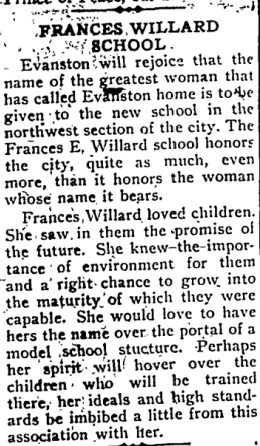 FRANCES WILLARD
SCHOOL.
Evanston will rejoice that the
name of the greatest woman that
has called Evanston home is to be
given to the new school in the
northwest section of the city. The
Frances E. Willard school honors
the city, quite as much, even
more, than it honors the woman
whose name it bears.
Frances Willard loved children.
She saw in them the promise of
the future. She knew the impor-
tance of environment for them
and a right chance to grow into
the maturity of which they were
capable. She would love to have
hers the name over the portal of a
model school stucture. Perhaps
her spirit will hover over the
children who will be trained
there, her ideals and high stand-
ards be imbibed a little from this
association with her.